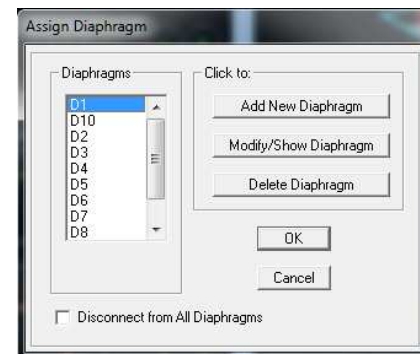 Assign Diaphragm
Diaphragms
D1
D10
D2
D3
D4
D5
D6
D7
D8
Click to:
Add New Diaphragm
Modify/Show Diaphragm
Delete Diaphragm
OK
Cancel
Disconnect from All Diaphragms